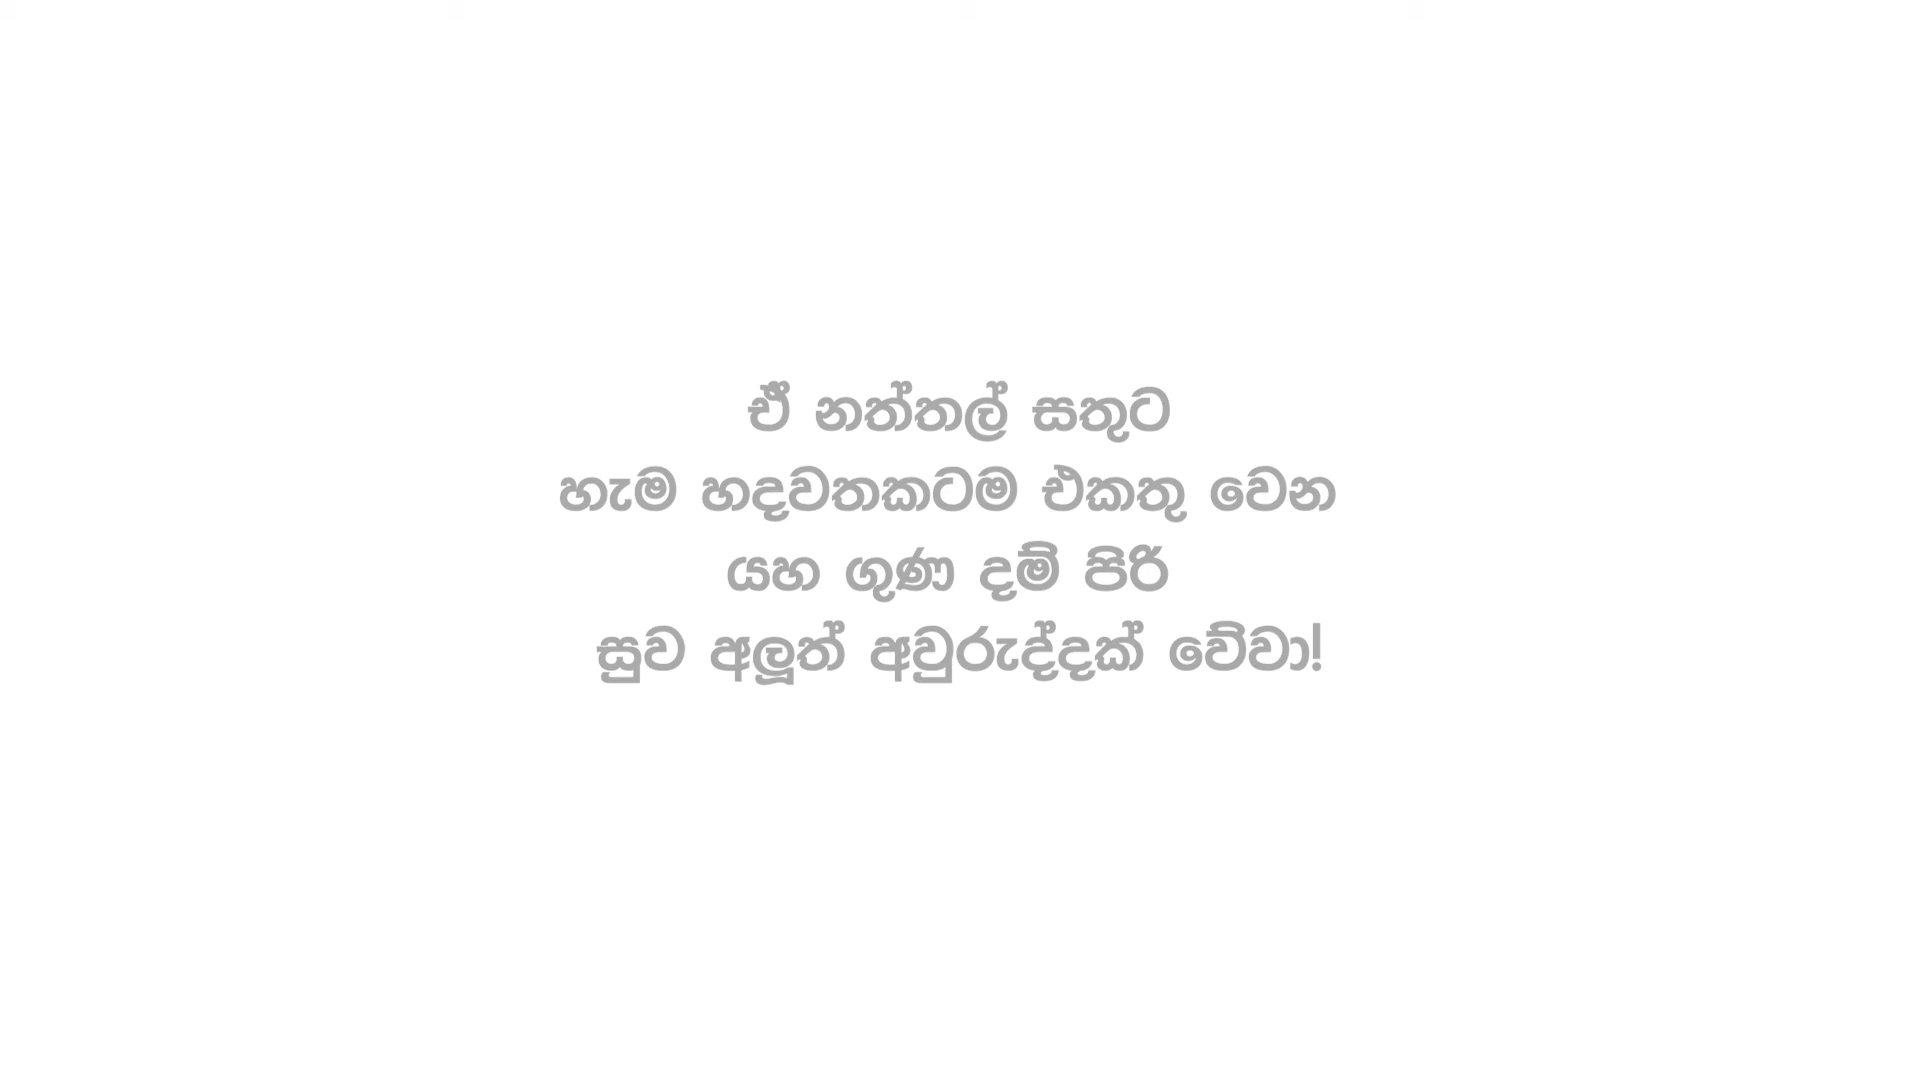 ඒ නත්තල් සතුට
හැම හදවතකටම එකතු වෙන
යහ ගුණ දම් පිරි
සුව අලූත් අවුරුද්දක් වේවා!